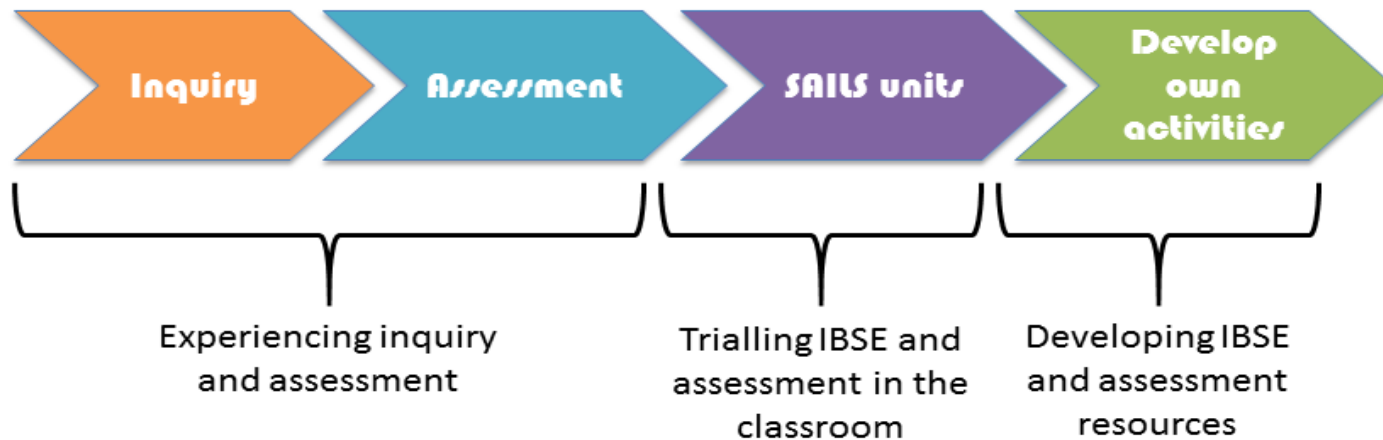 Inquiry
Assessment
SAILS units
Develop
own
activities
Experiencing inquiry
and assessment
Trialling IBSE and
assessment in the
classroom
Developing IBSE
and assessment
resources